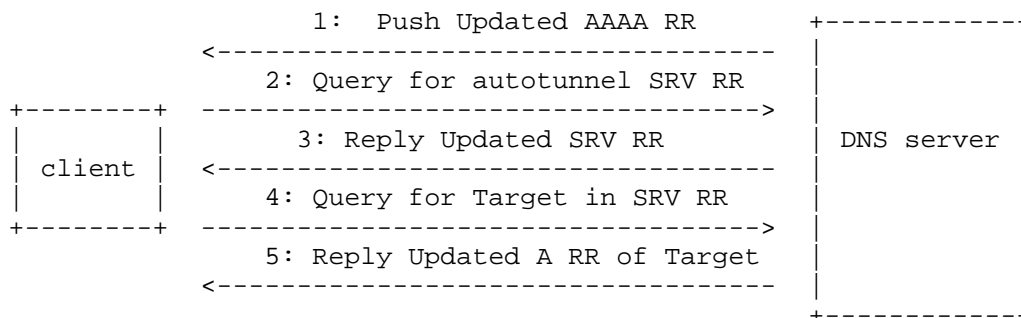 1:  Push Updated AAAA RR
2: Query for autotunnel SRV RR
3: Reply Updated SRV RR
DNS server
client
4: Query for Target in SRV RR
5: Reply Updated A RR of Target